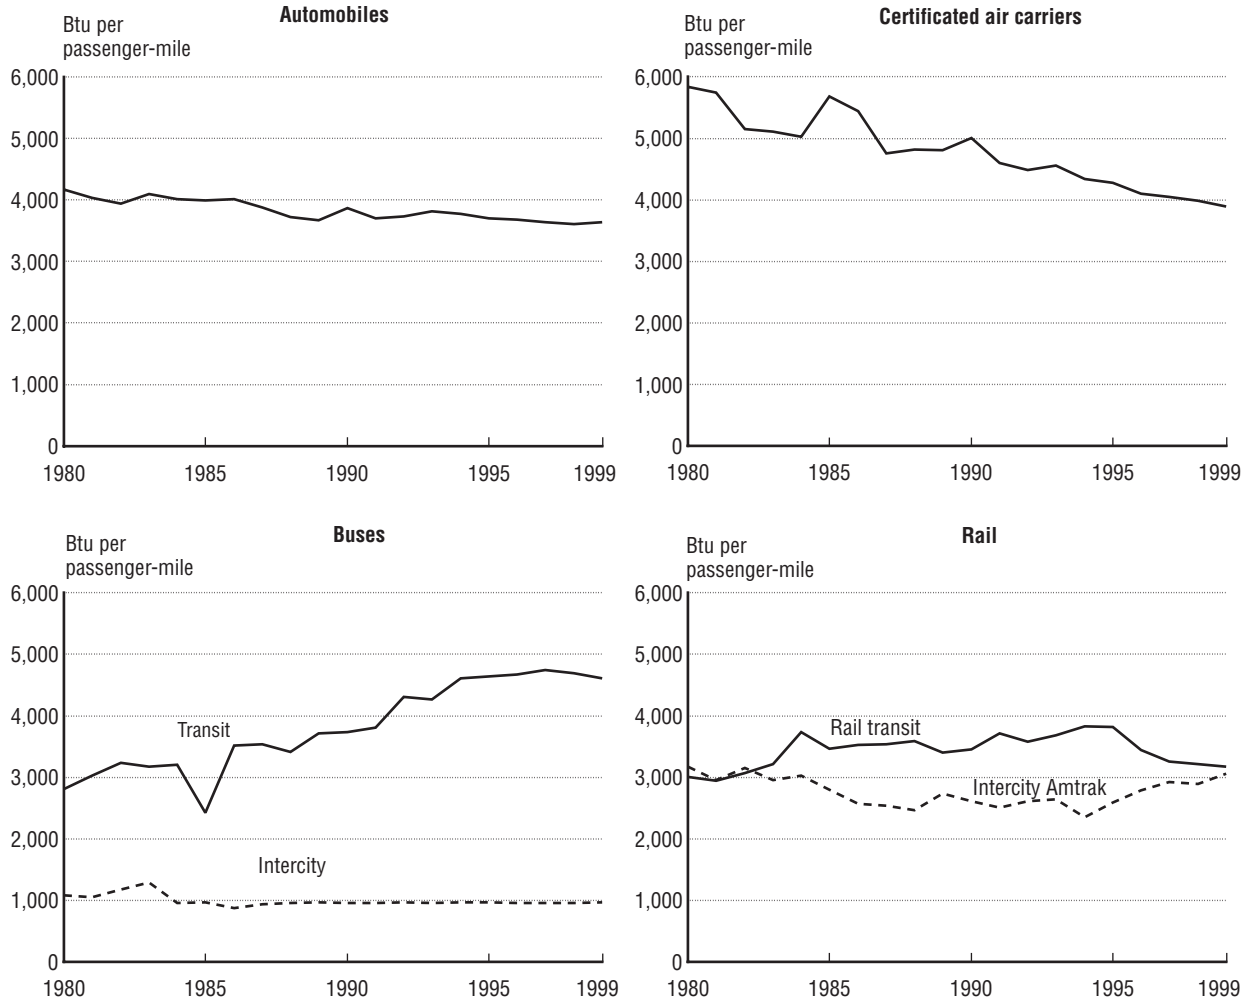 Automobiles
Btu per
passenger-mile
6,000
5,000
4,000
3,000
2,000
1,000
0
1980 1985 1990 1995 1999
Certificated air carriers
Btu per
passenger-mile
6,000
5,000
4,000
3,000
2,000
1,000
0
1980 1985 1990 1995 1999
Buses
Btu per
passenger-mile
6,000
5,000
4,000
Transit
3,000
2,000
Intercity
1,000
0
1980 1985 1990 1995 1999
Rail
Btu per
passenger-mile
6,000
5,000
4,000
Rail transit
3,000
Intercity Amtrak
2,000
1,000
0
1980 1985 1990 1995 1999